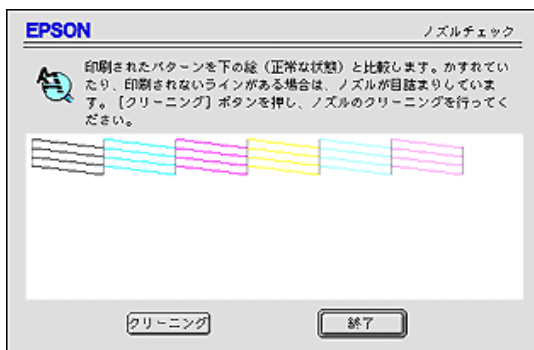 EPSON
ノズルチェック
印刷されたパターンを下の絵（正常な状態）と比較します。かすれてい
たり、印刷されないラインがある場合は、ノズルが目詰まりしていま
す。［クリーニング］ボタンを押し、ノズルのクリーニングを行ってく
ださい。
クリーニング
終了